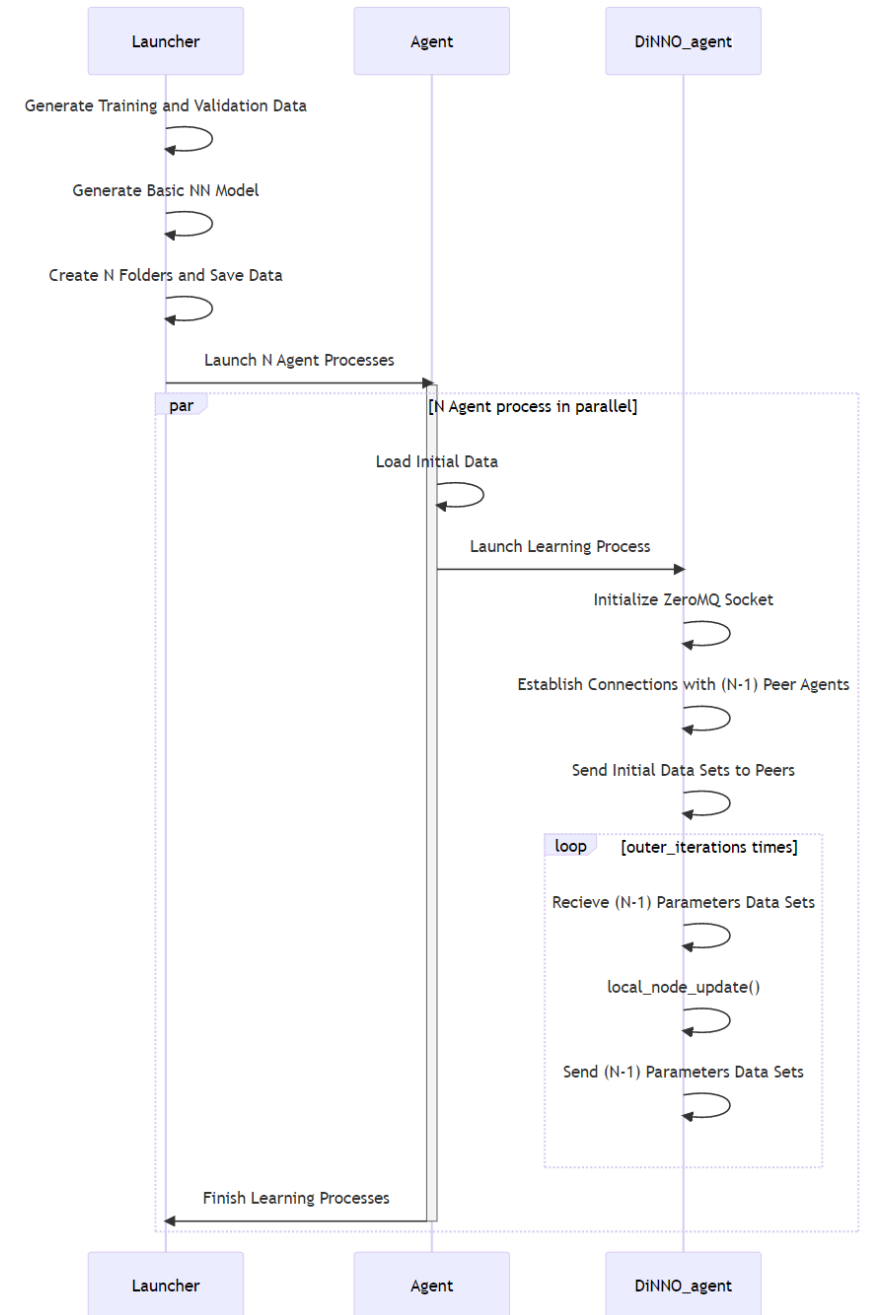 Launcher
Agent
DiNNO_agent
Generate Training and Validation Data
Generate Basic NN Model
Create N Folders and Save Data
Launch N Agent Processes
par
[N Agent process in parallel]
Load Initial Data
Launch Learning Process
Initialize ZeroMQ Socket
Establish Connections with (N-1) Peer Agents
Send Initial Data Sets to Peers
loop
[outer_iterations times]
Recieve (N-1) Parameters Data Sets
local_node_update()
Send (N-1) Parameters Data Sets
Finish Learning Processes
Launcher
Agent
DiNNO_agent